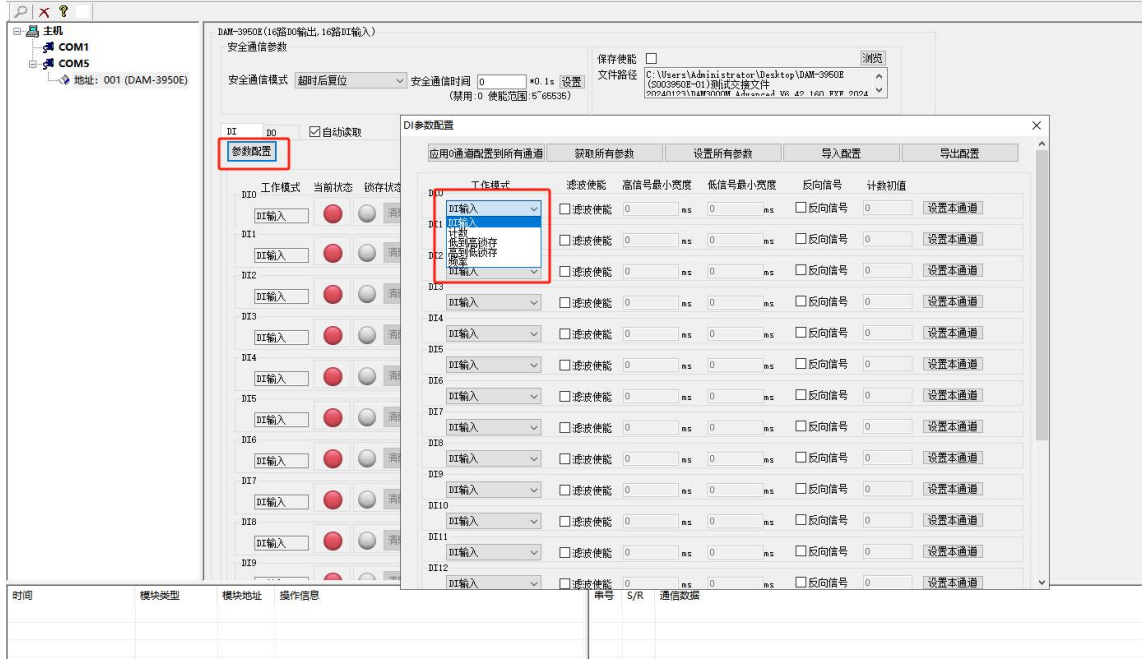 主机
COM1
COM5
地址: 001 (DAM-3950E)
DAM-3950E(16路DO输出,16路DI输入)
安全通信参数
安全通信模式 超时后复位 安全通信时间 0 *0.1s 设置
(禁用:0 使能范围:5~65535)
保存使能 浏览
文件路径 C:\Users\Administrator\Desktop\DAM-3950E
(S003950E-01)测试交接文件
20240123\DAM3000M Advanced V6.42.160 EXE 2024
DI DO 自动读取
参数配置
工作模式 当前状态 锁存状态
DI0
DI输入 清
DI1
DI输入 清
DI2
DI输入 清
DI3
DI输入 清
DI4
DI输入 清
DI5
DI输入 清
DI6
DI输入 清
DI7
DI输入 清
DI8
DI输入 清
DI9
DI参数配置
应用0通道配置到所有通道 获取所有参数 设置所有参数 导入配置 导出配置
工作模式 滤波使能 高信号最小宽度 低信号最小宽度 反向信号 计数初值
DI0
DI输入 滤波使能 0 ms 0 ms 反向信号 0 设置本通道
DI输入
计数
低到高锁存
高到低锁存
频率
DI1
滤波使能 0 ms 0 ms 反向信号 0 设置本通道
DI2
DI输入 滤波使能 0 ms 0 ms 反向信号 0 设置本通道
DI3
DI输入 滤波使能 0 ms 0 ms 反向信号 0 设置本通道
DI4
DI输入 滤波使能 0 ms 0 ms 反向信号 0 设置本通道
DI5
DI输入 滤波使能 0 ms 0 ms 反向信号 0 设置本通道
DI6
DI输入 滤波使能 0 ms 0 ms 反向信号 0 设置本通道
DI7
DI输入 滤波使能 0 ms 0 ms 反向信号 0 设置本通道
DI8
DI输入 滤波使能 0 ms 0 ms 反向信号 0 设置本通道
DI9
DI输入 滤波使能 0 ms 0 ms 反向信号 0 设置本通道
DI10
DI输入 滤波使能 0 ms 0 ms 反向信号 0 设置本通道
DI11
DI输入 滤波使能 0 ms 0 ms 反向信号 0 设置本通道
DI12
DI输入 滤波使能 0 ms 0 ms 反向信号 0 设置本通道
时间 模块类型 模块地址 操作信息
串号 S/R 通信数据